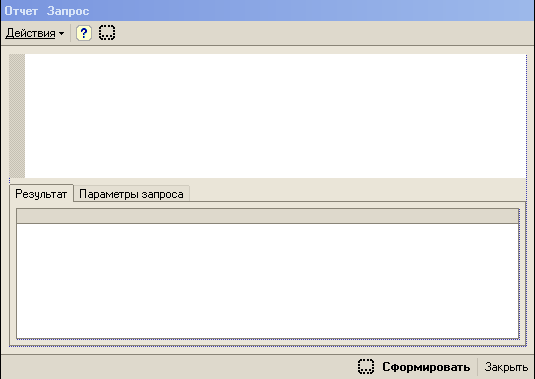 Отчет Запрос
Действия ?
Результат Параметры запроса
Сформировать Закрыть